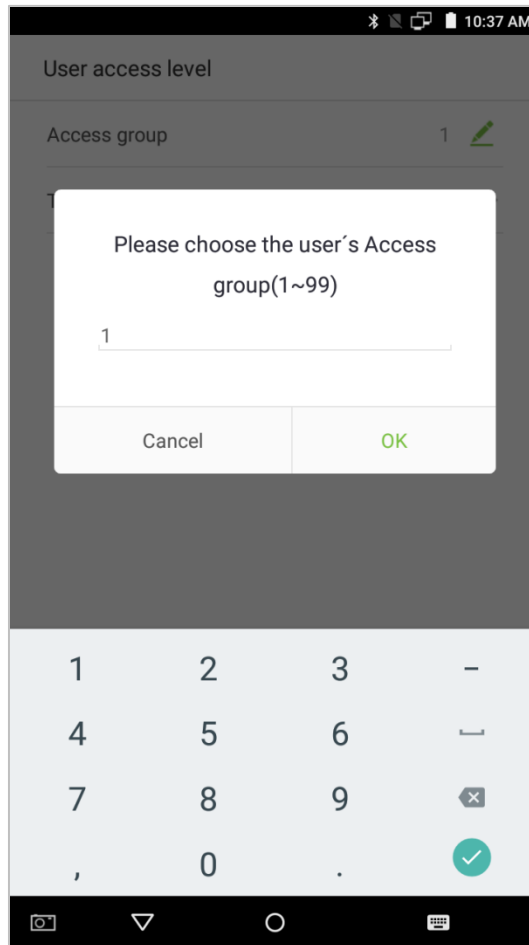 10:37 AM
User access level
Access group 1
Please choose the user´s Access
group(1~99)
1
Cancel OK
1 2 3 -
4 5 6
7 8 9
, 0 .